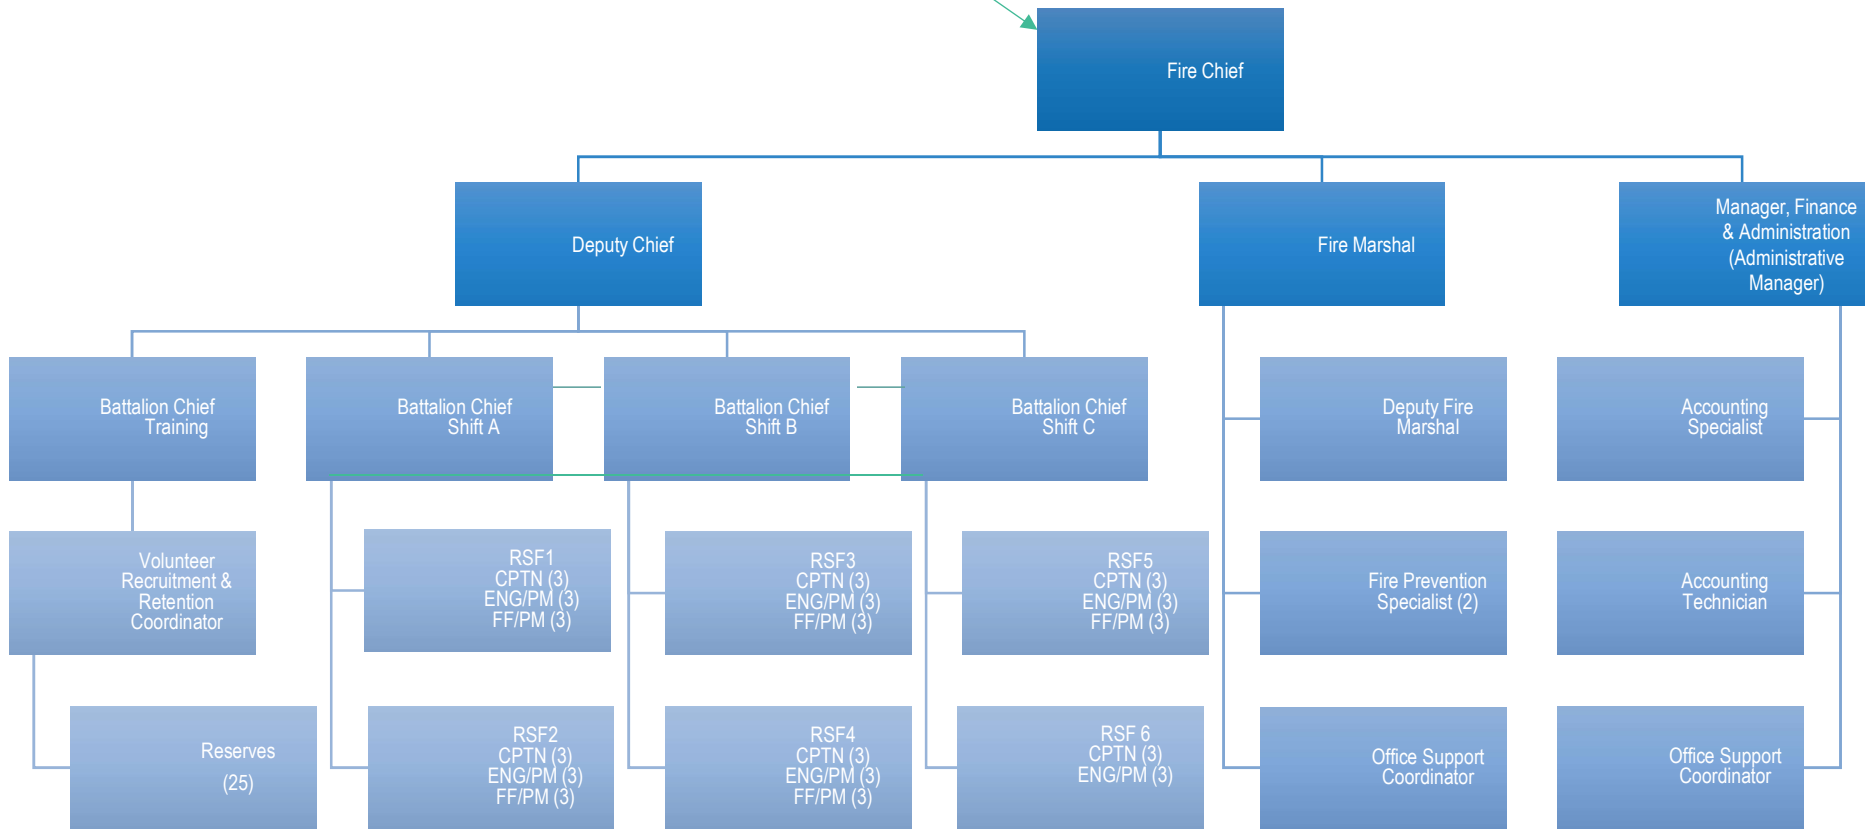 Fire Chief
Deputy Chief
Fire Marshal
Manager, Finance
& Administration
(Administrative
Manager)
Battalion Chief
Training
Battalion Chief
Shift A
Battalion Chief
Shift B
Battalion Chief
Shift C
Deputy Fire
Marshal
Accounting
Specialist
Volunteer
Recruitment &
Retention
Coordinator
RSF1
CPTN (3)
ENG/PM (3)
FF/PM (3)
RSF3
CPTN (3)
ENG/PM (3)
FF/PM (3)
RSF5
CPTN (3)
ENG/PM (3)
FF/PM (3)
Fire Prevention
Specialist (2)
Accounting
Technician
Reserves
(25)
RSF2
CPTN (3)
ENG/PM (3)
FF/PM (3)
RSF4
CPTN (3)
ENG/PM (3)
FF/PM (3)
RSF 6
CPTN (3)
ENG/PM (3)
Office Support
Coordinator
Office Support
Coordinator